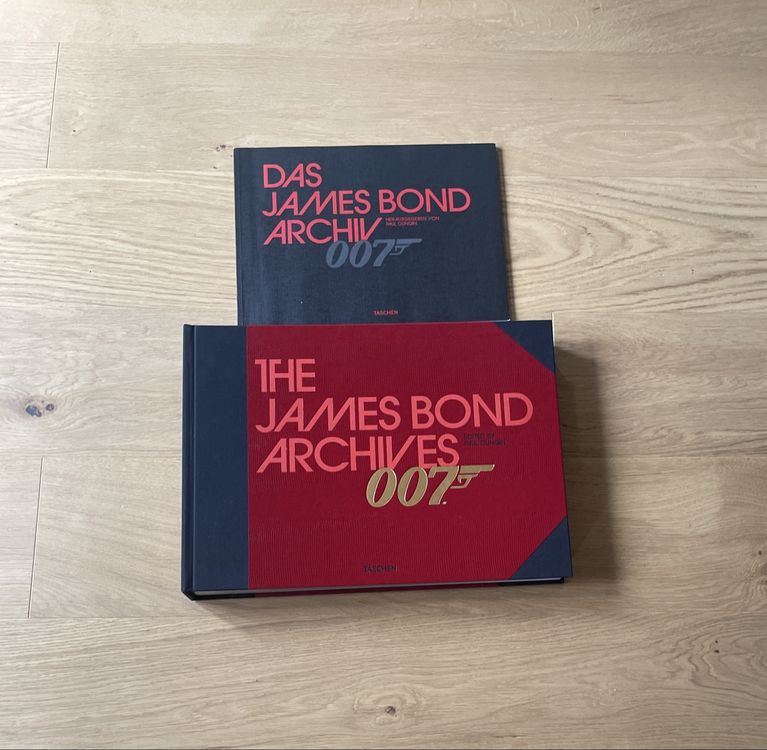 DAS
JAMES BOND
ARCHIV
HERAUSGEGEBEN VON
PAUL DUNCAN
007
TASCHEN
THE
JAMES BOND
ARCHIVES
EDITED BY
PAUL DUNCAN
007
TASCHEN